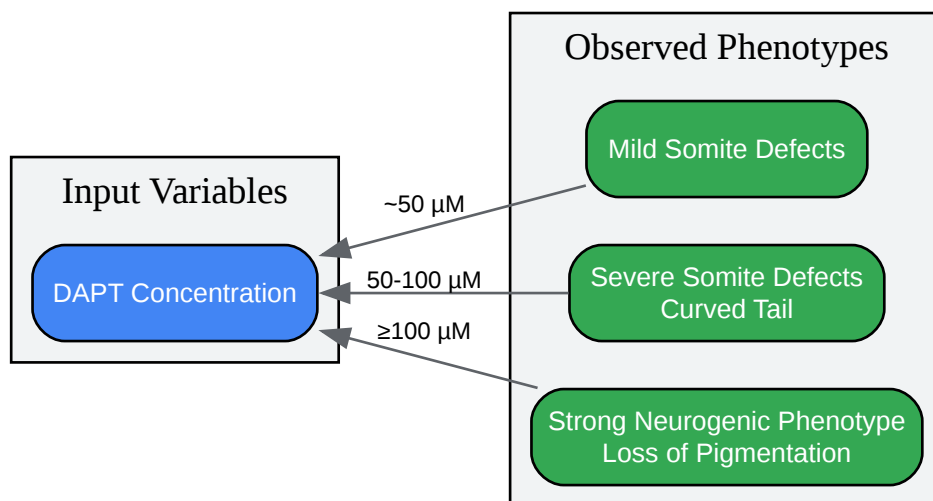 Input Variables
DAPT Concentration
~50 µM
50-100 µM
≥100 µM
Observed Phenotypes
Mild Somite Defects
Severe Somite Defects
Curved Tail
Strong Neurogenic Phenotype
Loss of Pigmentation